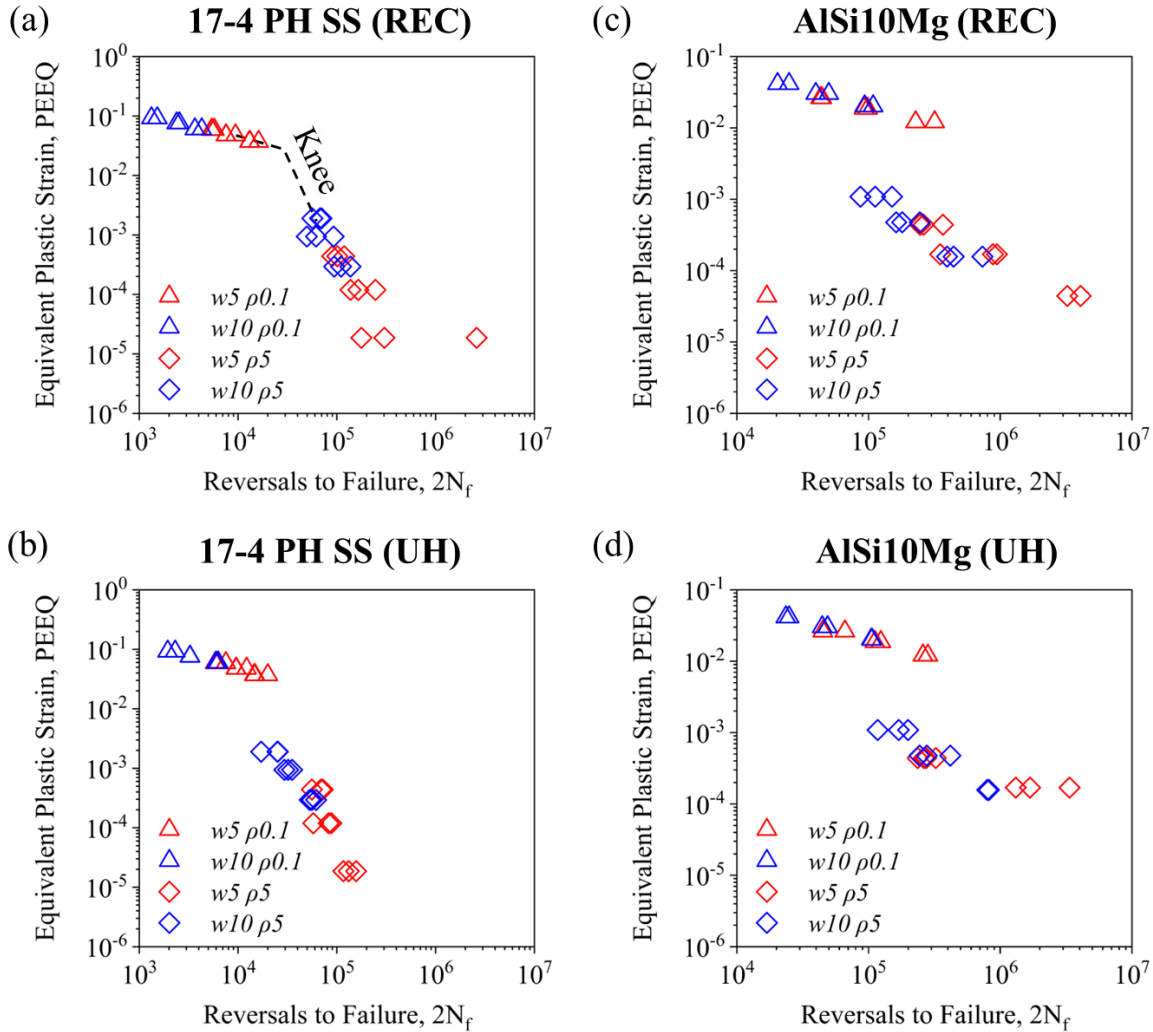 (a)
17-4 PH SS (REC)
Equivalent Plastic Strain, PEEQ
10^0
10^-1
10^-2
10^-3
10^-4
10^-5
10^-6
Knee
w5 ρ0.1
w10 ρ0.1
w5 ρ5
w10 ρ5
10^3 10^4 10^5 10^6 10^7
Reversals to Failure, 2N_f
(c)
AlSi10Mg (REC)
Equivalent Plastic Strain, PEEQ
10^-1
10^-2
10^-3
10^-4
10^-5
10^-6
w5 ρ0.1
w10 ρ0.1
w5 ρ5
w10 ρ5
10^4 10^5 10^6 10^7
Reversals to Failure, 2N_f
(b)
17-4 PH SS (UH)
Equivalent Plastic Strain, PEEQ
10^0
10^-1
10^-2
10^-3
10^-4
10^-5
10^-6
w5 ρ0.1
w10 ρ0.1
w5 ρ5
w10 ρ5
10^3 10^4 10^5 10^6 10^7
Reversals to Failure, 2N_f
(d)
AlSi10Mg (UH)
Equivalent Plastic Strain, PEEQ
10^-1
10^-2
10^-3
10^-4
10^-5
10^-6
w5 ρ0.1
w10 ρ0.1
w5 ρ5
w10 ρ5
10^4 10^5 10^6 10^7
Reversals to Failure, 2N_f